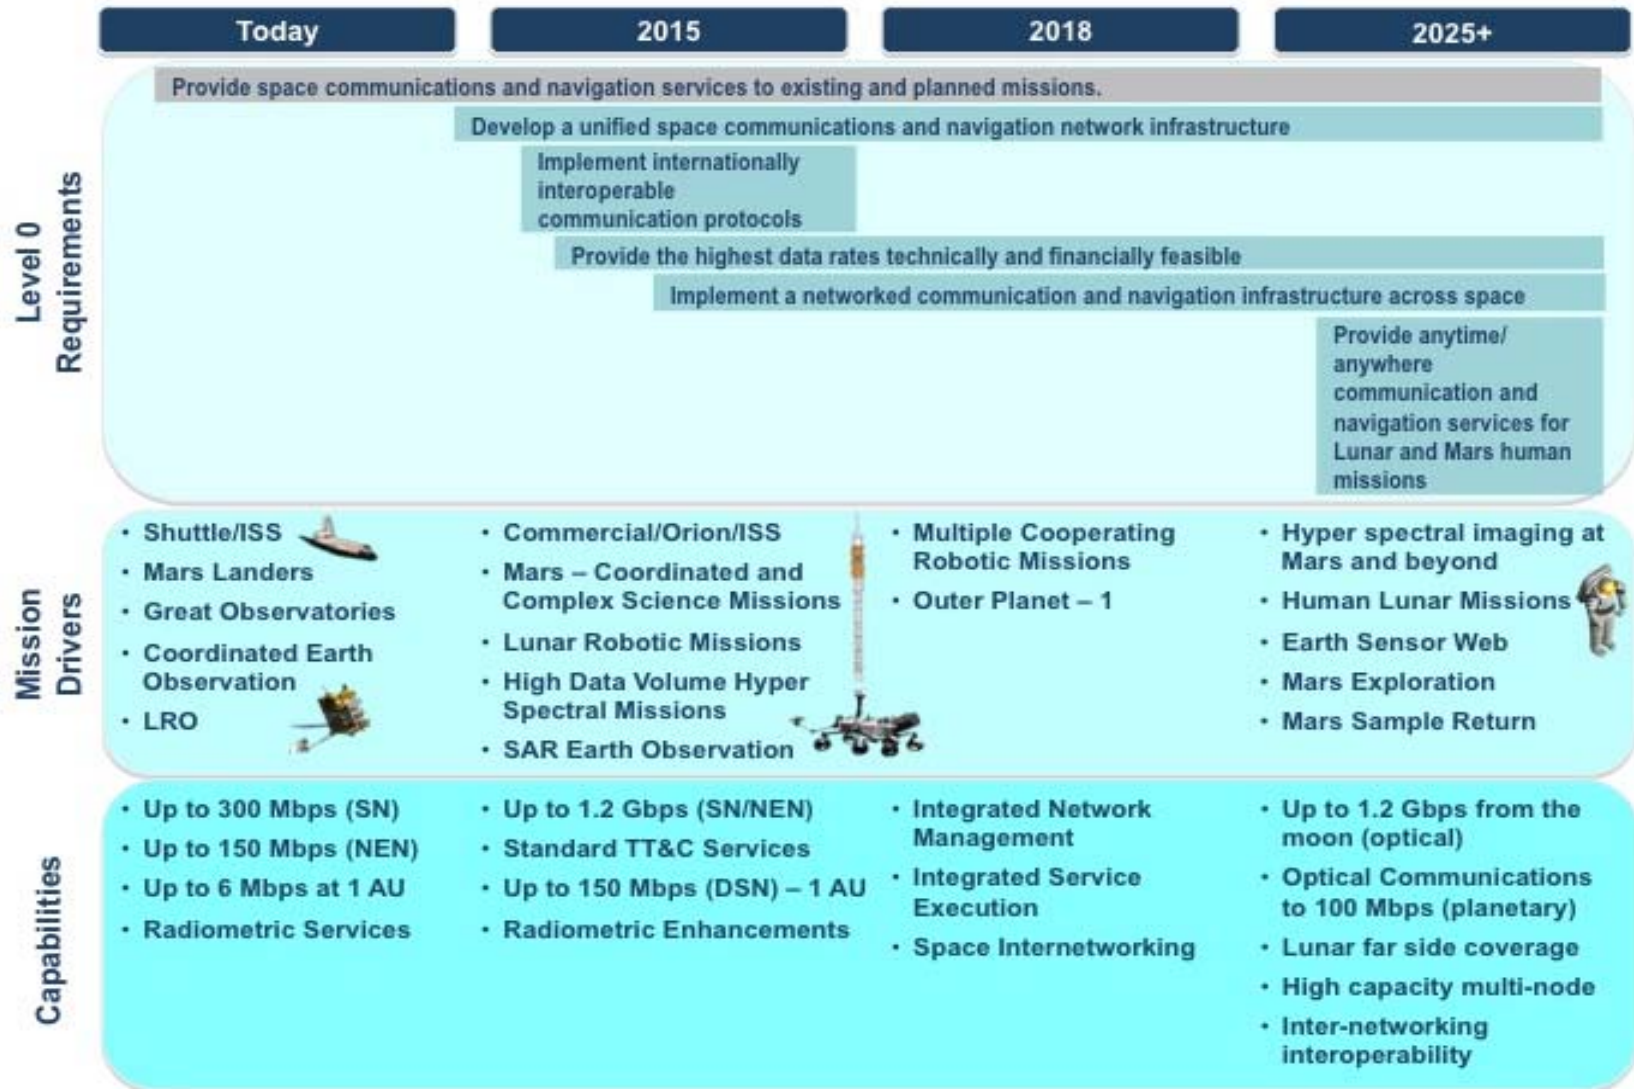 Today
2015
2018
2025+
Level 0
Requirements
Provide space communications and navigation services to existing and planned missions.
Develop a unified space communications and navigation network infrastructure
Implement internationally
interoperable
communication protocols
Provide the highest data rates technically and financially feasible
Implement a networked communication and navigation infrastructure across space
Provide anytime/
anywhere
communication and
navigation services for
Lunar and Mars human
missions
Mission
Drivers
• Shuttle/ISS
• Mars Landers
• Great Observatories
• Coordinated Earth
Observation
• LRO
• Commercial/Orion/ISS
• Mars – Coordinated and
Complex Science Missions
• Lunar Robotic Missions
• High Data Volume Hyper
Spectral Missions
• SAR Earth Observation
• Multiple Cooperating
Robotic Missions
• Outer Planet – 1
• Hyper spectral imaging at
Mars and beyond
• Human Lunar Missions
• Earth Sensor Web
• Mars Exploration
• Mars Sample Return
Capabilities
• Up to 300 Mbps (SN)
• Up to 150 Mbps (NEN)
• Up to 6 Mbps at 1 AU
• Radiometric Services
• Up to 1.2 Gbps (SN/NEN)
• Standard TT&C Services
• Up to 150 Mbps (DSN) – 1 AU
• Radiometric Enhancements
• Integrated Network
Management
• Integrated Service
Execution
• Space Internetworking
• Up to 1.2 Gbps from the
moon (optical)
• Optical Communications
to 100 Mbps (planetary)
• Lunar far side coverage
• High capacity multi-node
• Inter-networking
interoperability